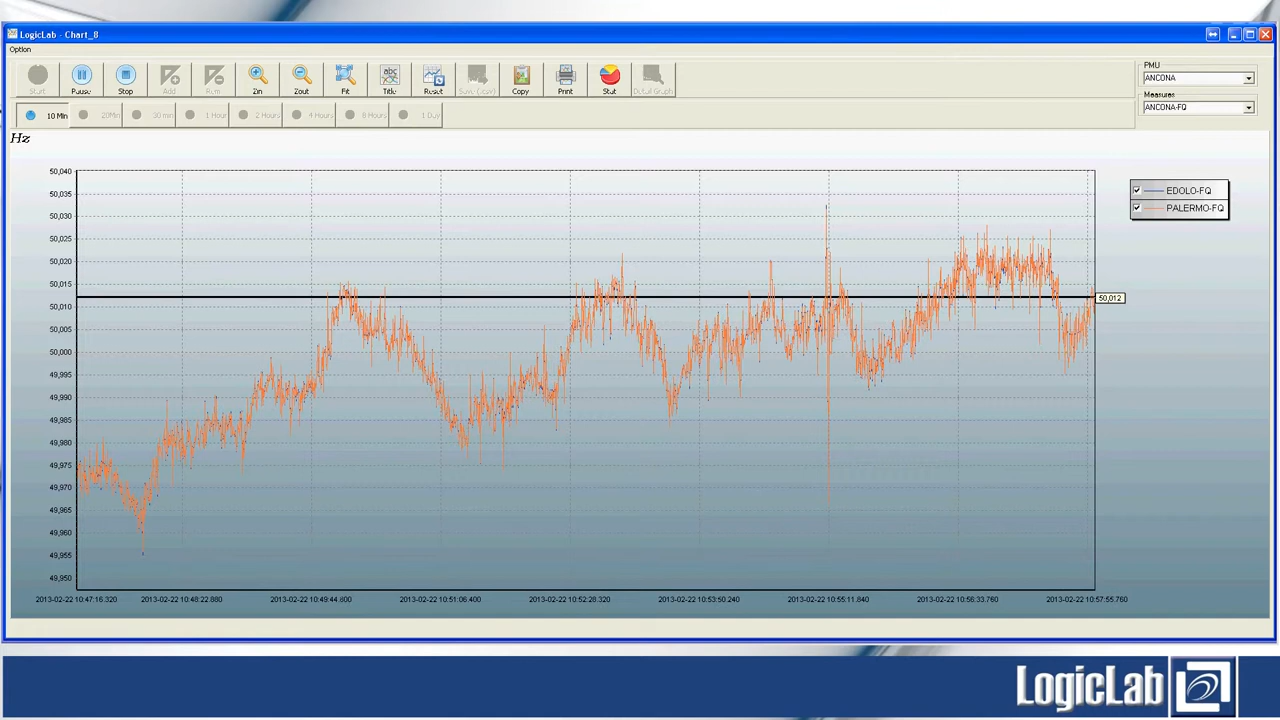 LogicLab - Chart_8
Option
Start Pause Stop Add Rem Zin Zout Fit Title Reset Save (.csv) Copy Print Stat Detail Graph
PMU
ANCONA
Measures
ANCONA-FQ
10 Min 20Min 30 min 1 Hour 2 Hours 4 Hours 8 Hours 1 Day
Hz
50,040
50,035
50,030
50,025
50,020
50,015
50,010
50,005
50,000
49,995
49,990
49,985
49,980
49,975
49,970
49,965
49,960
49,955
49,950
EDOLO-FQ
PALERMO-FQ
50,012
2013-02-22 10:47:16.320 2013-02-22 10:48:22.880 2013-02-22 10:49:44.800 2013-02-22 10:51:06.400 2013-02-22 10:52:28.320 2013-02-22 10:53:50.240 2013-02-22 10:55:11.840 2013-02-22 10:56:33.760 2013-02-22 10:57:55.760
LogicLab